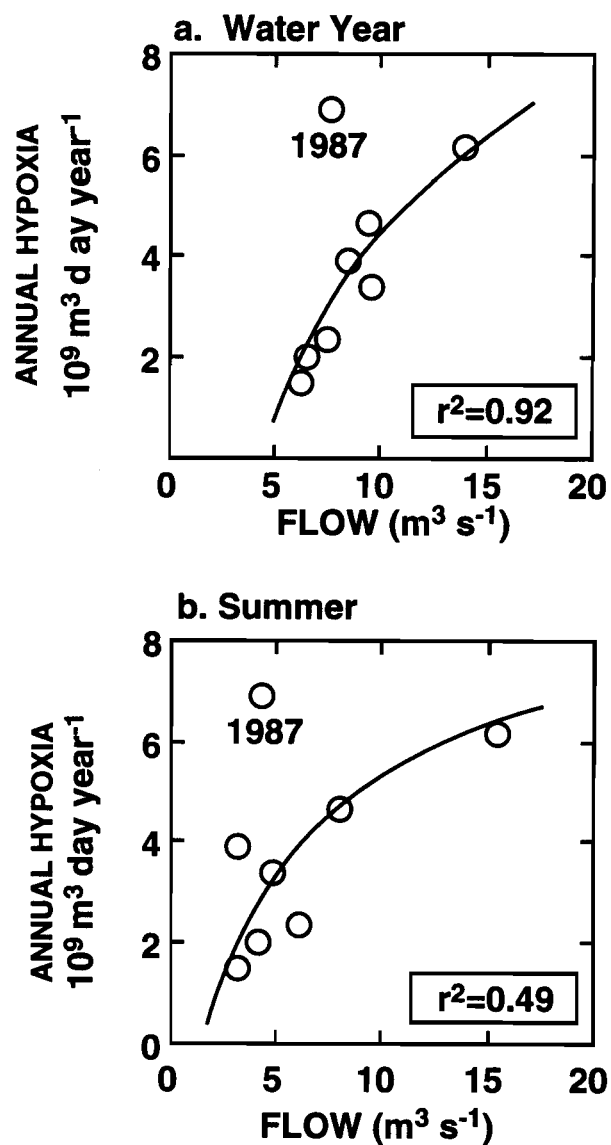 a. Water Year
8
6
4
2
0 5 10 15 20
ANNUAL HYPOXIA
10⁹ m³ d ay year⁻¹
1987
r²=0.92
FLOW (m³ s⁻¹)
b. Summer
8
6
4
2
0
0 5 10 15 20
ANNUAL HYPOXIA
10⁹ m³ day year⁻¹
1987
r²=0.49
FLOW (m³ s⁻¹)